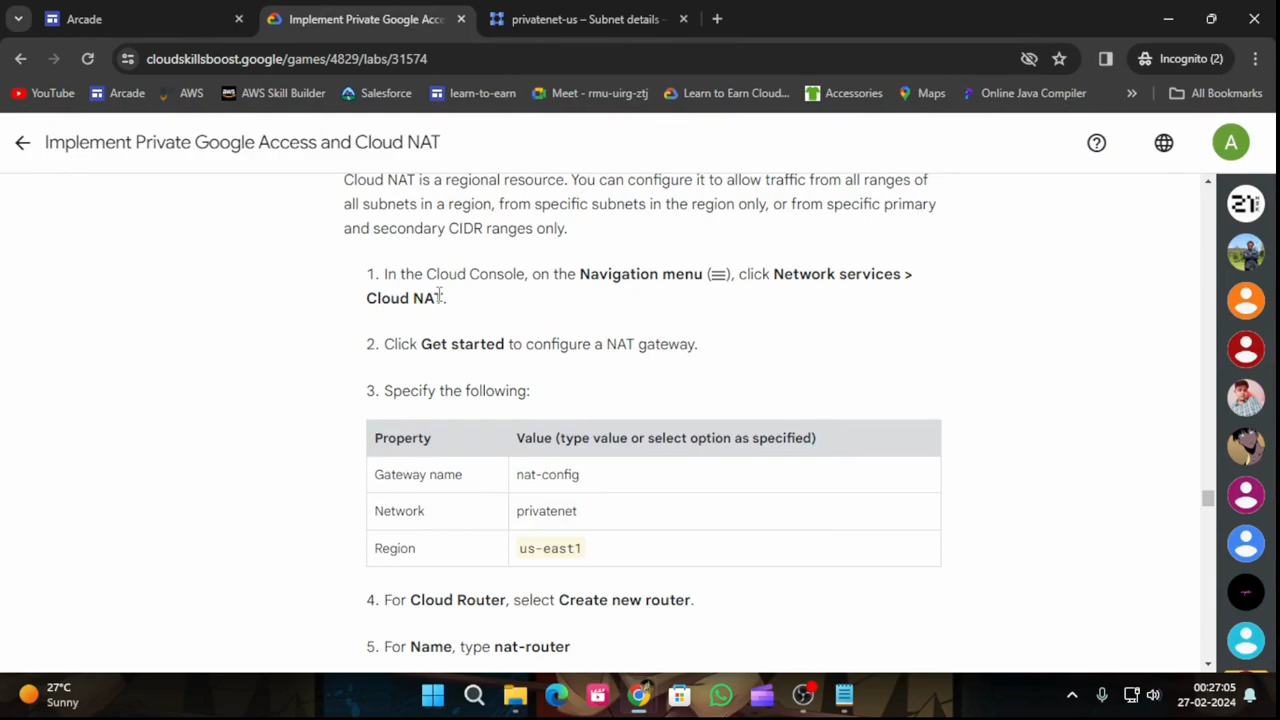 Arcade
Implement Private Google Acce
privatenet-us – Subnet details
cloudskillsboost.google/games/4829/labs/31574
Incognito (2)
YouTube
Arcade
AWS
AWS Skill Builder
Salesforce
learn-to-earn
Meet - rmu-uirg-ztj
Learn to Earn Cloud...
Accessories
Maps
Online Java Compiler
»
All Bookmarks
Implement Private Google Access and Cloud NAT
A
Cloud NAT is a regional resource. You can configure it to allow traffic from all ranges of
all subnets in a region, from specific subnets in the region only, or from specific primary
and secondary CIDR ranges only.
1. In the Cloud Console, on the Navigation menu (≡), click Network services >
Cloud NAT.
2. Click Get started to configure a NAT gateway.
3. Specify the following:
Property Value (type value or select option as specified)
Gateway name nat-config
Network privatenet
Region us-east1
4. For Cloud Router, select Create new router.
5. For Name, type nat-router
27°C
Sunny
00:27:05
27-02-2024